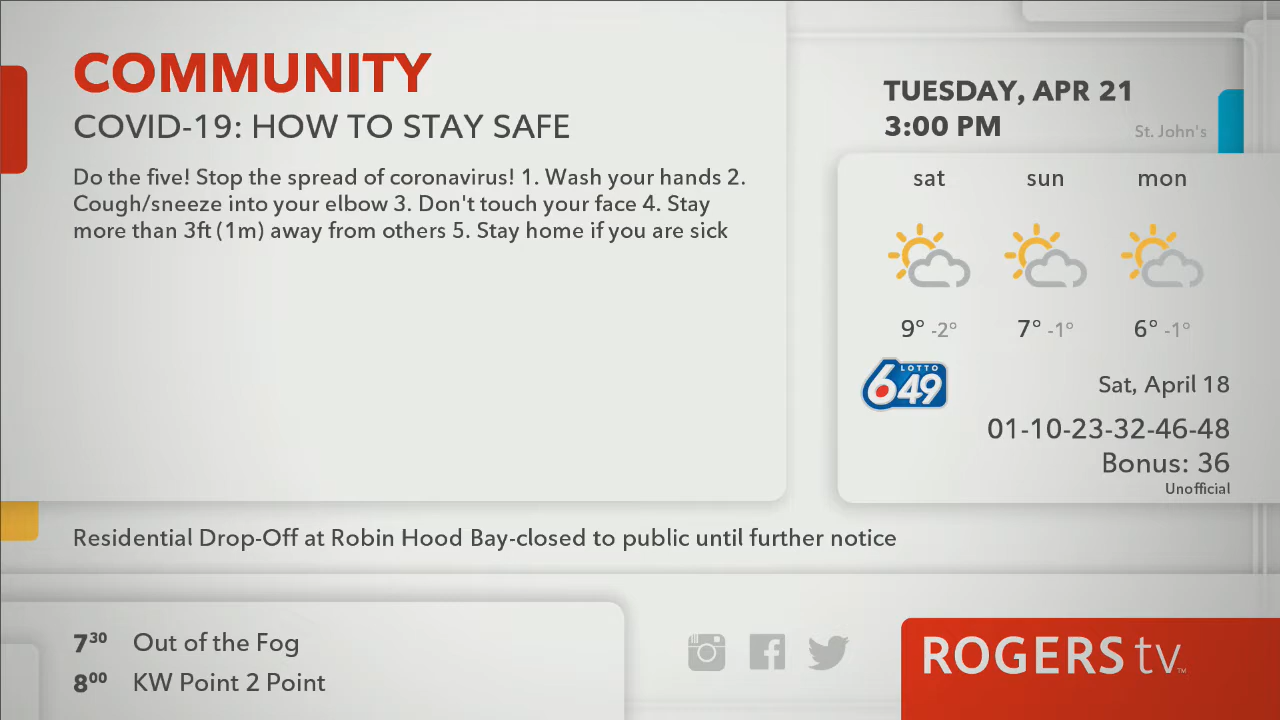 COMMUNITY
COVID-19: HOW TO STAY SAFE
Do the five! Stop the spread of coronavirus! 1. Wash your hands 2.
Cough/sneeze into your elbow 3. Don't touch your face 4. Stay
more than 3ft (1m) away from others 5. Stay home if you are sick
TUESDAY, APR 21
3:00 PM
St. John's
sat sun mon
9° -2° 7° -1° 6° -1°
LOTTO
649
Sat, April 18
01-10-23-32-46-48
Bonus: 36
Unofficial
Residential Drop-Off at Robin Hood Bay-closed to public until further notice
7³⁰ Out of the Fog
8⁰⁰ KW Point 2 Point
ROGERS tv™